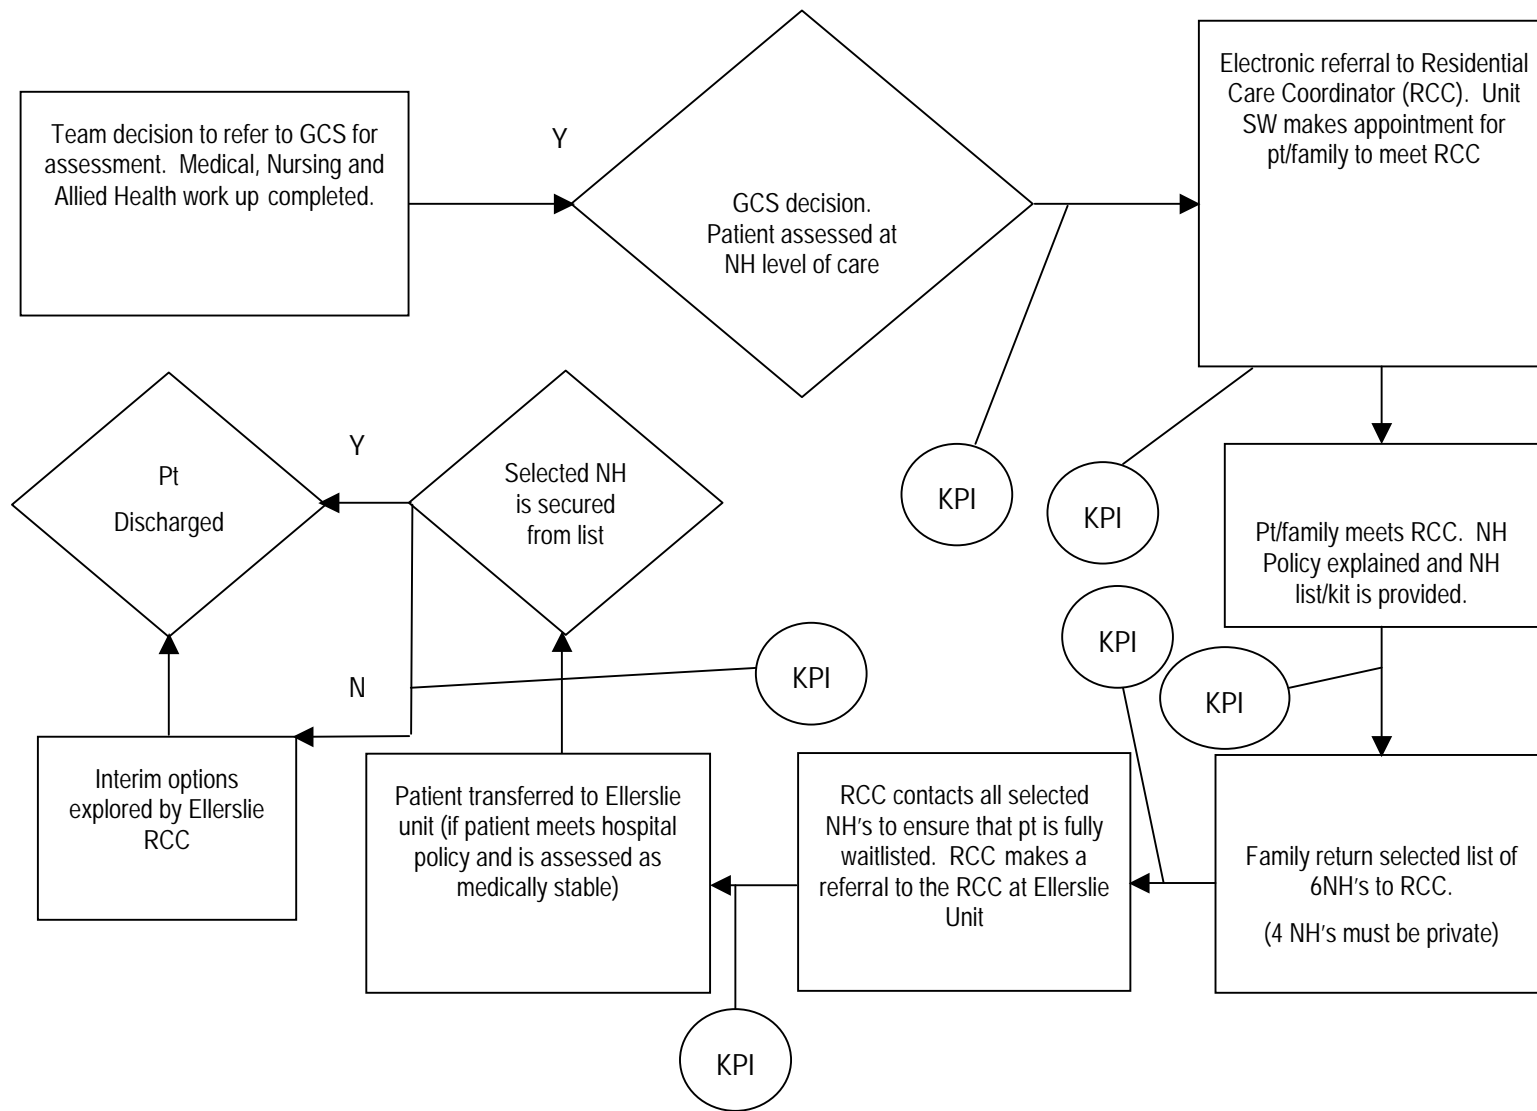 Team decision to refer to GCS for
assessment. Medical, Nursing and
Allied Health work up completed.
Y
GCS decision.
Patient assessed at
NH level of care
Electronic referral to Residential
Care Coordinator (RCC). Unit
SW makes appointment for
pt/family to meet RCC
KPI
KPI
Pt/family meets RCC. NH
Policy explained and NH
list/kit is provided.
KPI
KPI
Family return selected list of
6NH's to RCC.
(4 NH's must be private)
RCC contacts all selected
NH's to ensure that pt is fully
waitlisted. RCC makes a
referral to the RCC at Ellerslie
Unit
KPI
Patient transferred to Ellerslie
unit (if patient meets hospital
policy and is assessed as
medically stable)
Selected NH
is secured
from list
KPI
Y
Pt
Discharged
N
Interim options
explored by Ellerslie
RCC